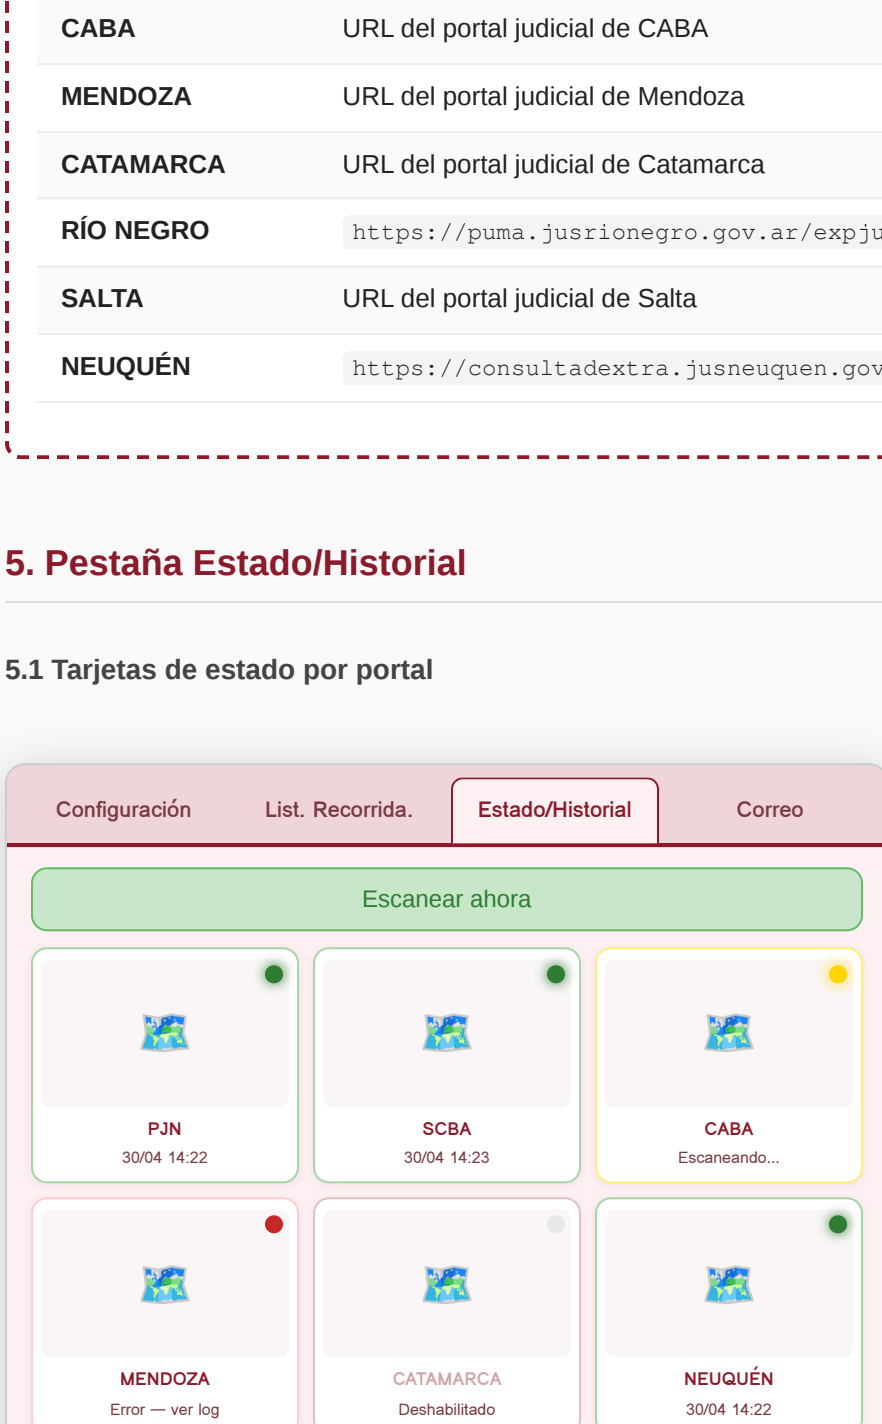 CABA URL del portal judicial de CABA
MENDOZA URL del portal judicial de Mendoza
CATAMARCA URL del portal judicial de Catamarca
RÍO NEGRO https://puma.jusrionegro.gov.ar/expju
SALTA URL del portal judicial de Salta
NEUQUÉN https://consultadextra.jusneuquen.gov
5. Pestaña Estado/Historial
5.1 Tarjetas de estado por portal
Configuración List. Recorrida. Estado/Historial Correo
Escanear ahora
PJN SCBA CABA
30/04 14:22 30/04 14:23 Escaneando...
MENDOZA CATAMARCA NEUQUÉN
Error — ver log Deshabilitado 30/04 14:22